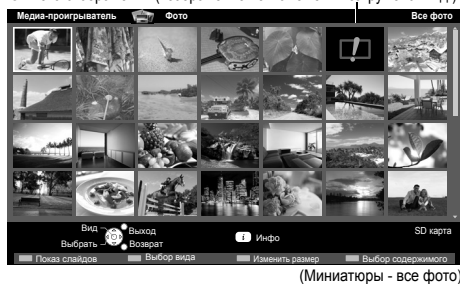 Медиа-проигрыватель Фото Все фото
Вид Выход
Выбрать Возврат
i Инфо
SD карта
Показ слайдов Выбор вида Изменить размер Выбор содержимого
(Миниатюры - все фото)